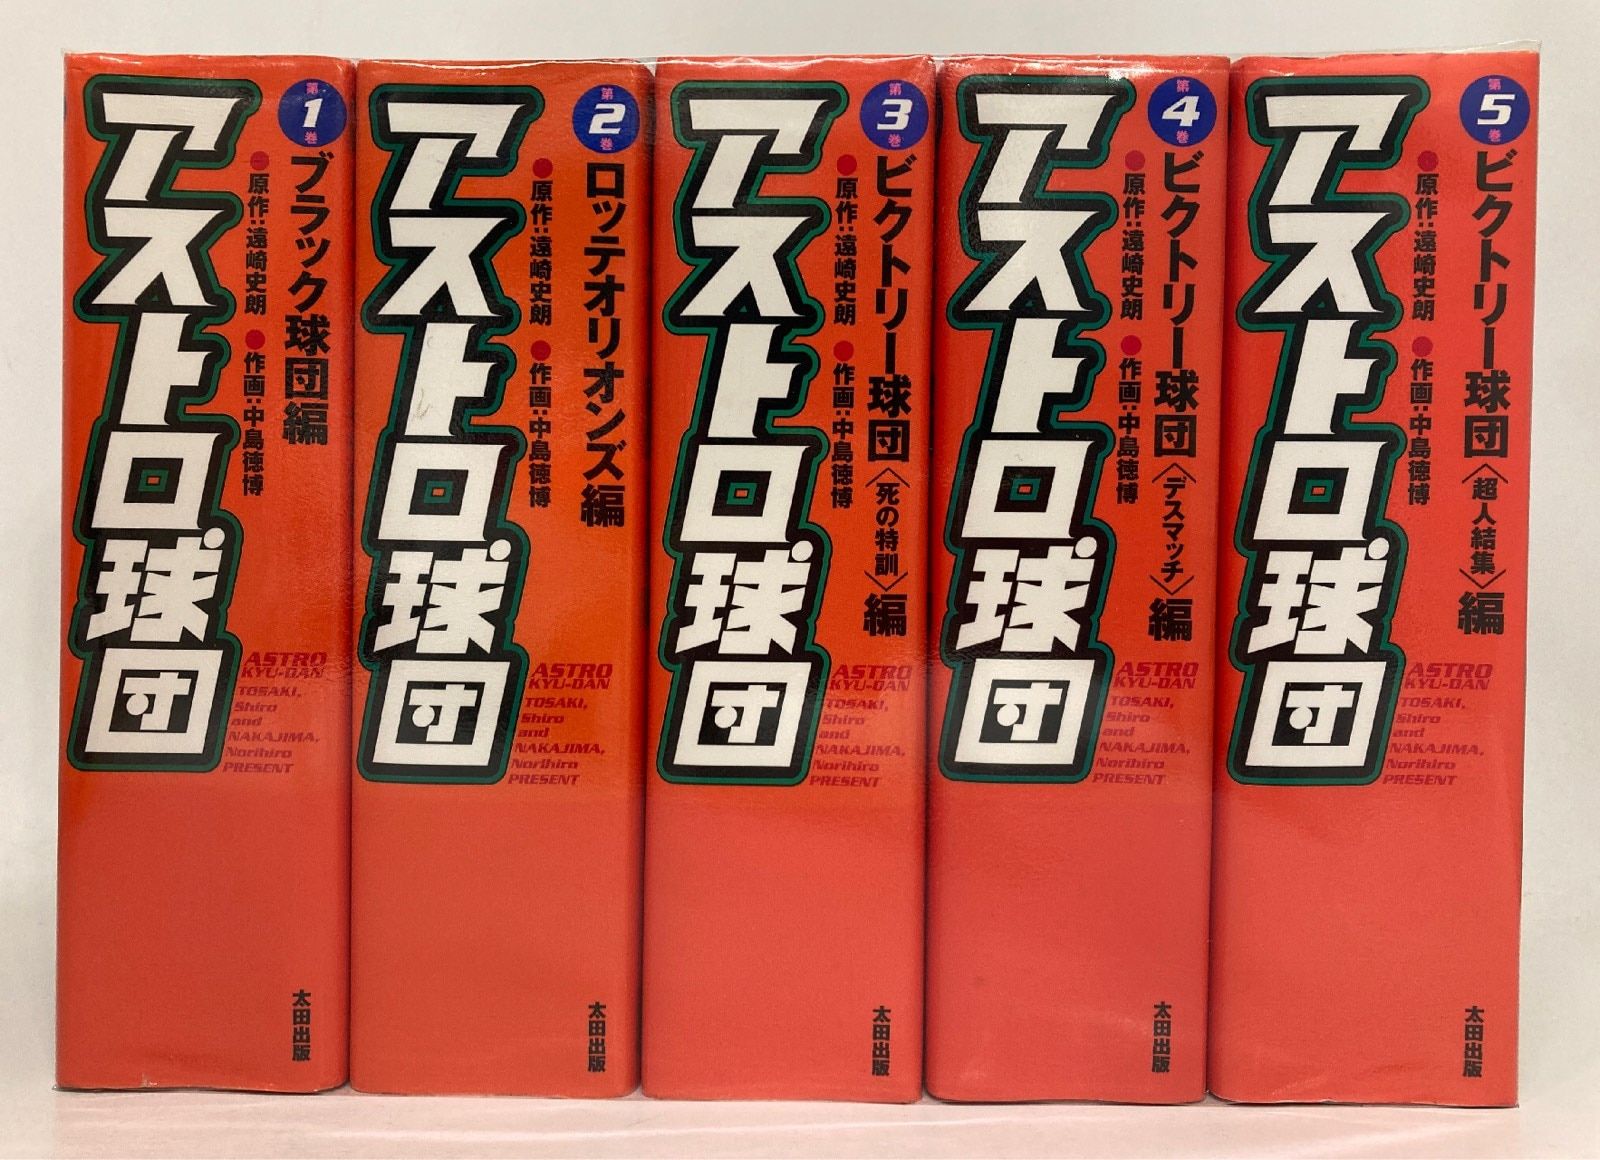 アストロ球団
第1巻
ブラック球団編
●原作:遠崎史朗 ●作画:中島徳博
ASTRO
KYU-DAN
TOSAKI,
Shiro
and
NAKAJIMA,
Norihiro
PRESENT
太田出版
アストロ球団
第2巻
ロッテオリオンズ編
●原作:遠崎史朗 ●作画:中島徳博
ASTRO
KYU-DAN
TOSAKI,
Shiro
and
NAKAJIMA,
Norihiro
PRESENT
太田出版
アストロ球団
第3巻
ビクトリー球団〈死の特訓〉編
●原作:遠崎史朗 ●作画:中島徳博
ASTRO
KYU-DAN
TOSAKI,
Shiro
and
NAKAJIMA,
Norihiro
PRESENT
太田出版
アストロ球団
第4巻
ビクトリー球団〈デスマッチ〉編
●原作:遠崎史朗 ●作画:中島徳博
ASTRO
KYU-DAN
TOSAKI,
Shiro
and
NAKAJIMA,
Norihiro
PRESENT
太田出版
アストロ球団
第5巻
ビクトリー球団〈超人結集〉編
●原作:遠崎史朗 ●作画:中島徳博
ASTRO
KYU-DAN
TOSAKI,
Shiro
and
NAKAJIMA,
Norihiro
PRESENT
太田出版